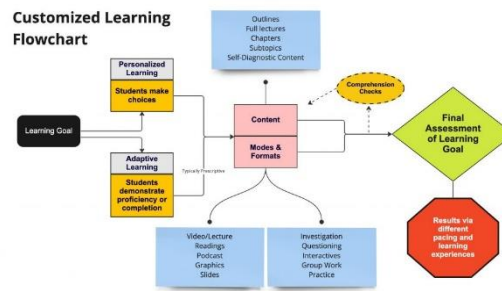 Customized Learning
Flowchart
Outlines
Full lectures
Chapters
Subtopics
Self-Diagnostic Content
Personalized Learning
Students make
choices
Comprehension
Checks
Learning Goal
Content
Modes &
Formats
Final
Assessment
of Learning
Goal
Adaptive
Learning
Students
demonstrate
proficiency or
completion
Typically Prescriptive
Video/Lecture
Readings
Podcast
Graphics
Slides
Investigation
Questioning
Interactives
Group Work
Practice
Results via
different
pacing and
learning
experiences